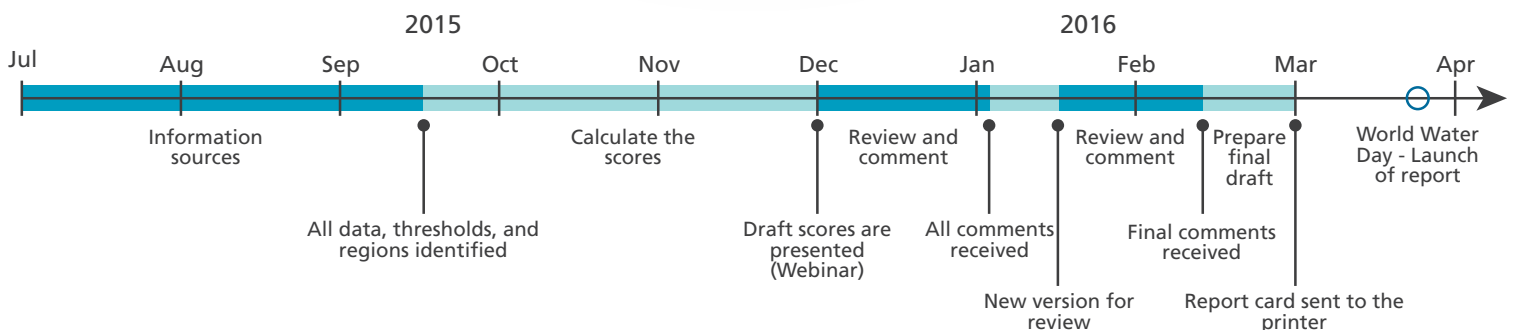 2015
2016
Jul
Aug
Sep
Oct
Nov
Dec
Jan
Feb
Mar
Apr
Information
sources
Calculate the
scores
Review and
comment
Review and
comment
Prepare
final
draft
World Water
Day - Launch
of report
All data, thresholds, and
regions identified
Draft scores are
presented
(Webinar)
All comments
received
Final comments
received
New version for
review
Report card sent to the
printer